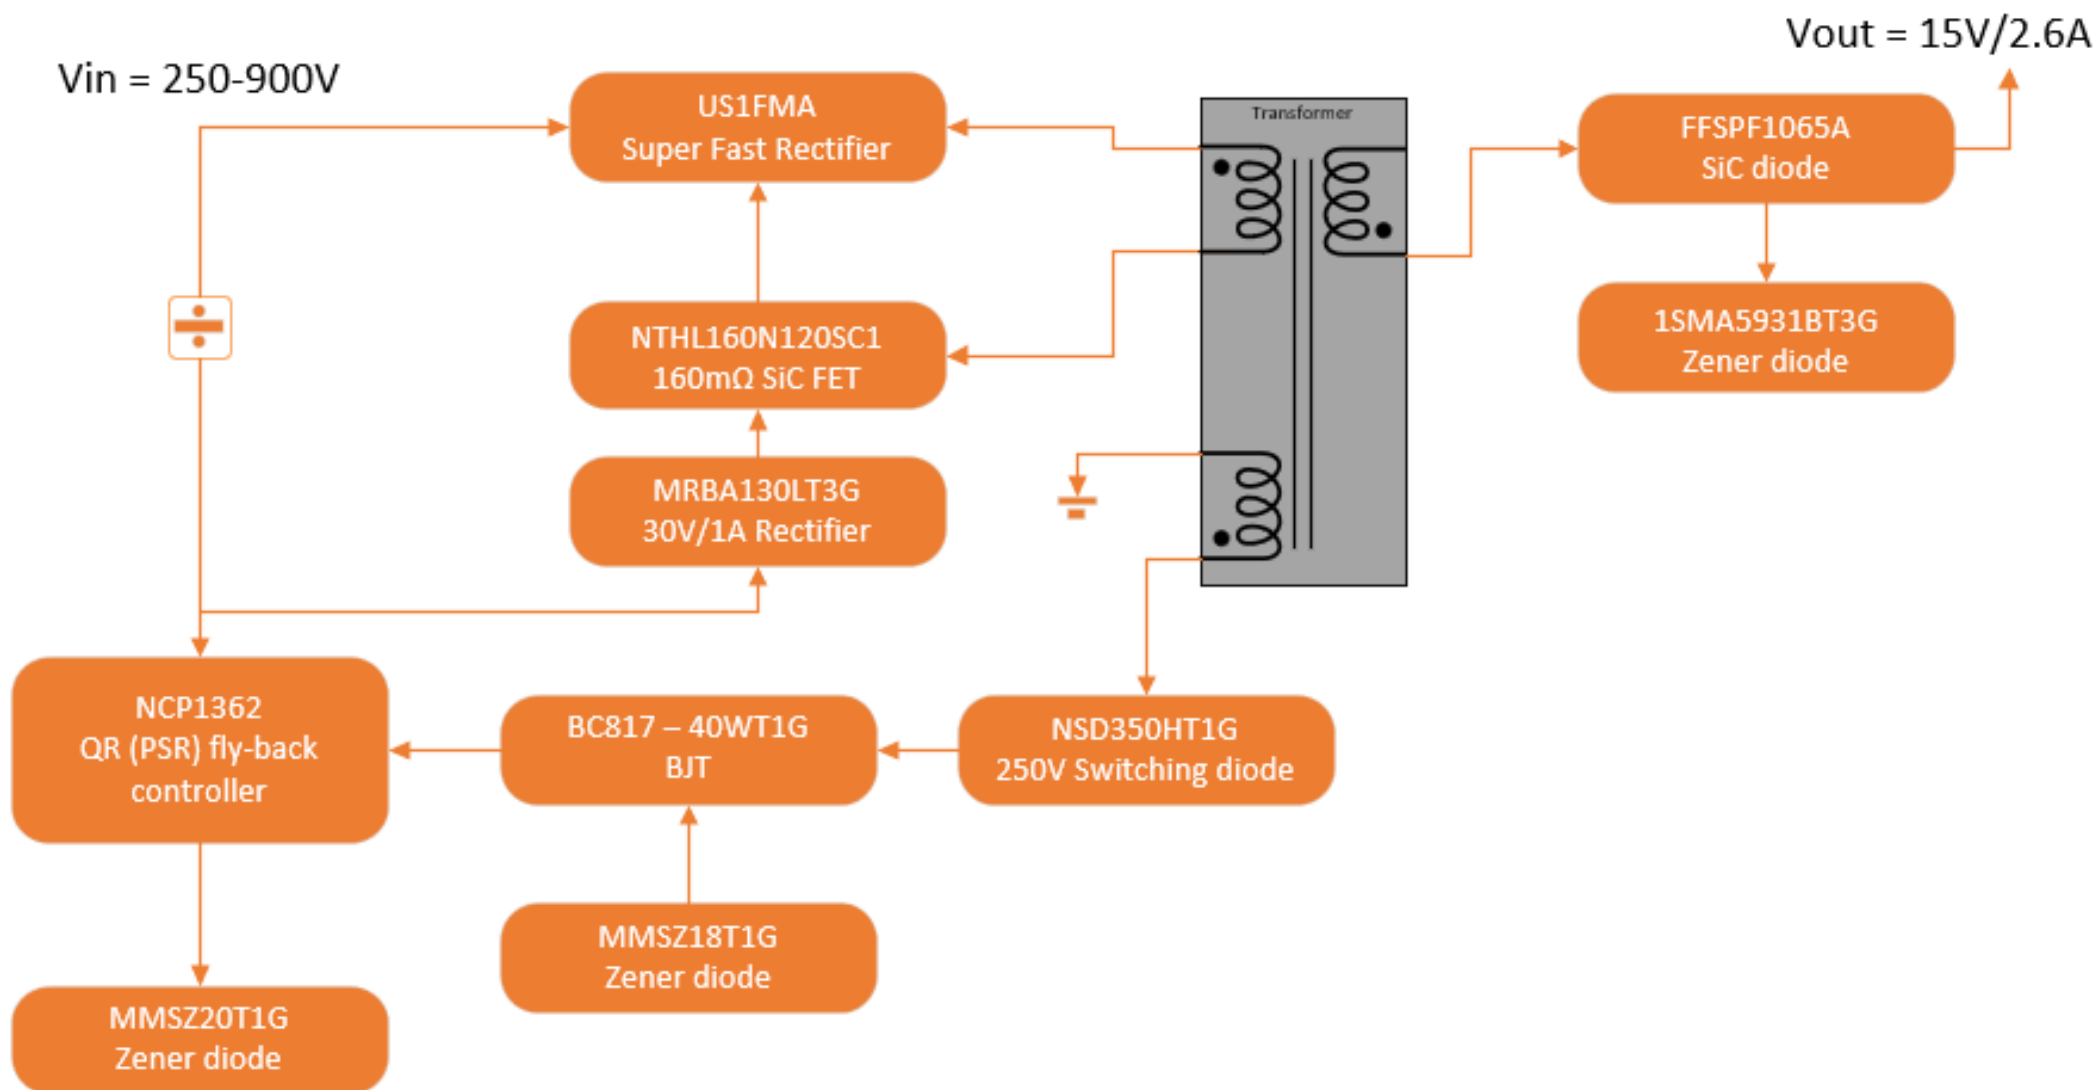 Vout = 15V/2.6A
Vin = 250-900V
US1FMA
Super Fast Rectifier
Transformer
FFSPF1065A
SiC diode
NTHL160N120SC1
160mΩ SiC FET
1SMA5931BT3G
Zener diode
MRBA130LT3G
30V/1A Rectifier
NCP1362
QR (PSR) fly-back
controller
BC817 – 40WT1G
BJT
NSD350HT1G
250V Switching diode
MMSZ18T1G
Zener diode
MMSZ20T1G
Zener diode